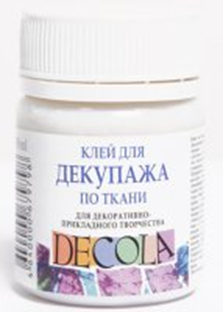 КЛЕЙ ДЛЯ
ДЕКУПАЖА
ПО ТКАНИ
ДЛЯ ДЕКОРАТИВНО-
ПРИКЛАДНОГО ТВОРЧЕСТВА
DECOLA